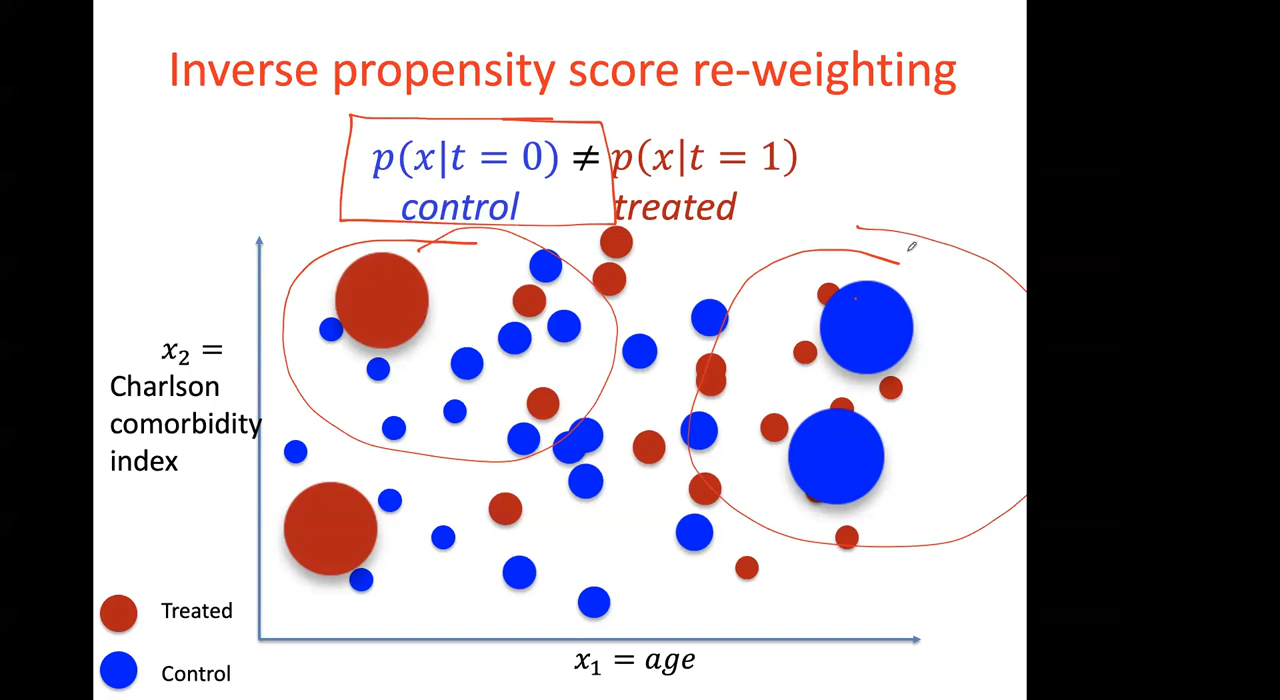 Inverse propensity score re-weighting
p(x|t = 0) ≠ p(x|t = 1)
control treated
x₂ =
Charlson
comorbidity
index
Treated
Control
x₁ = age